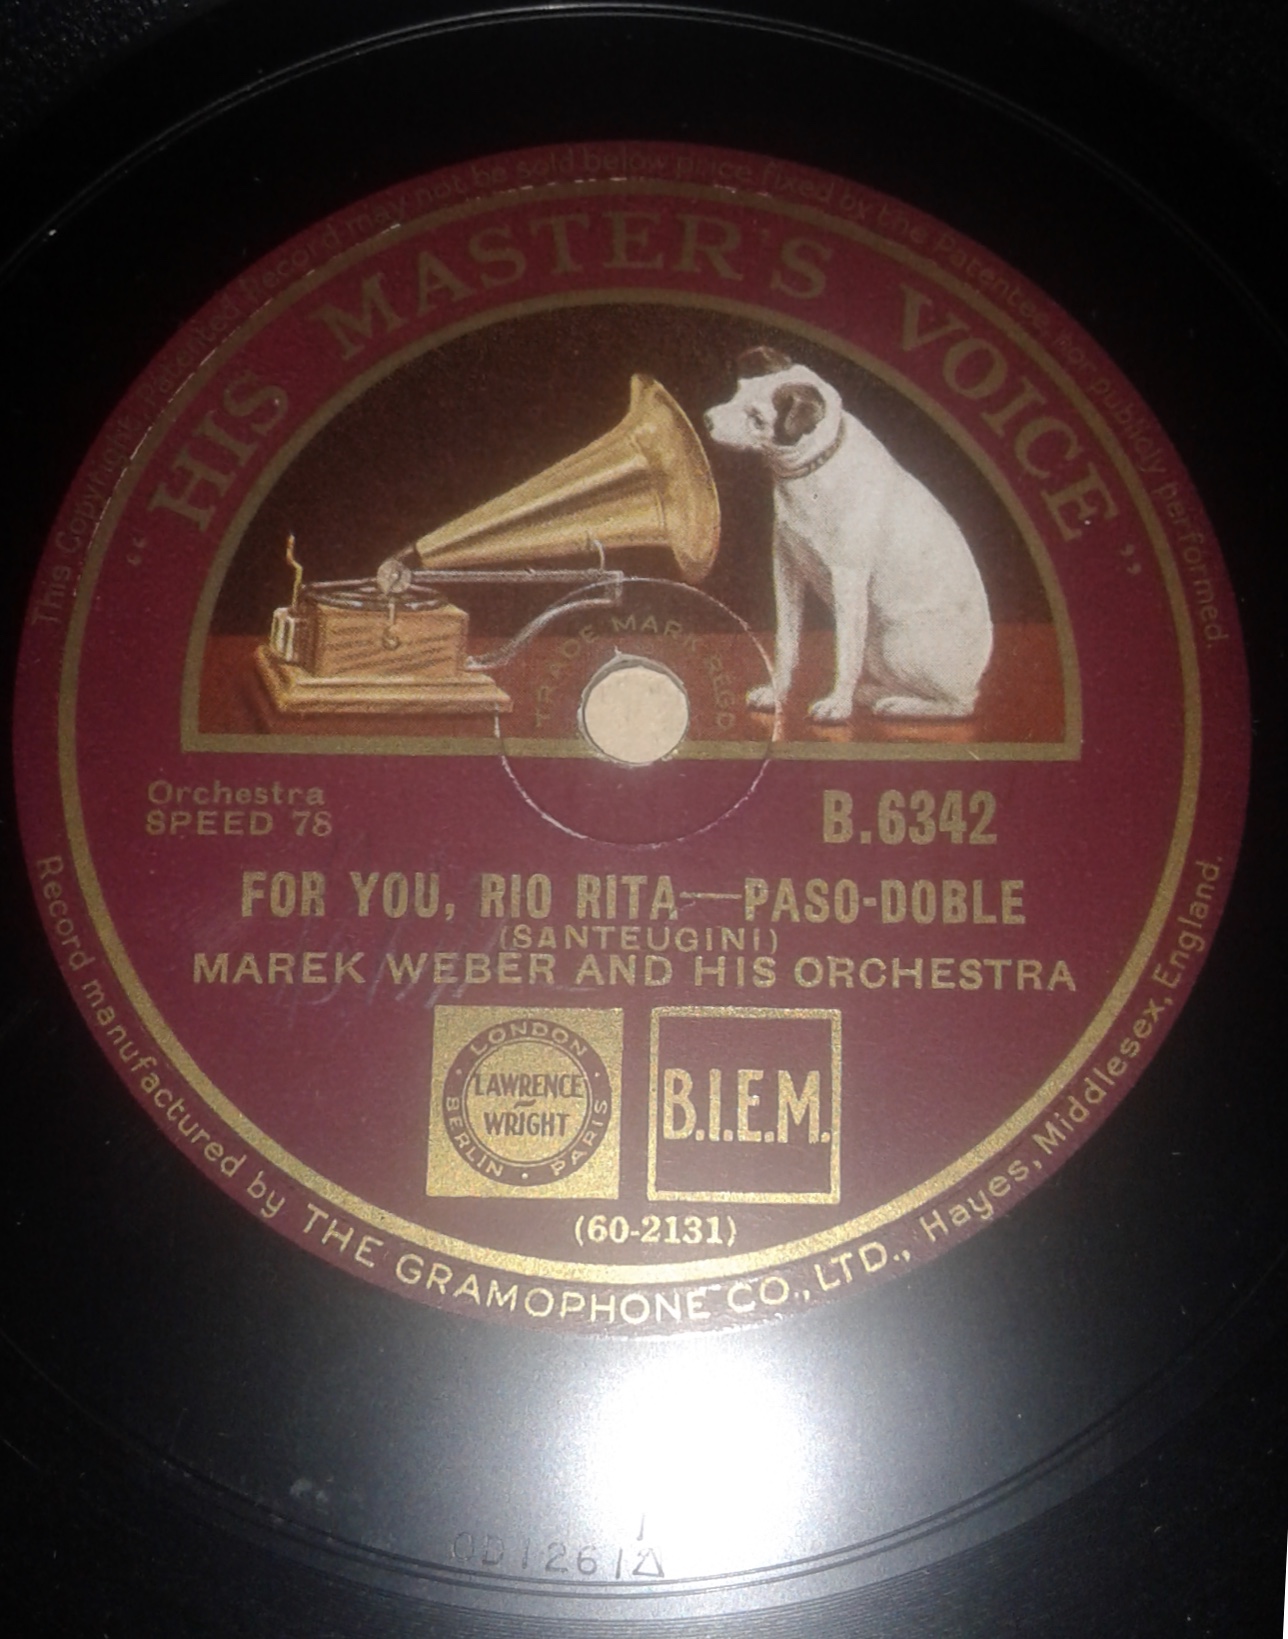 This Copyright, Patented Record may not be sold below price fixed by the Patentee, nor publicly performed.
"HIS MASTER'S VOICE"
TRADE MARK REGD
Orchestra
SPEED 78
B.6342
FOR YOU, RIO RITA—PASO-DOBLE
(SANTEUGINI)
MAREK WEBER AND HIS ORCHESTRA
LONDON · PARIS · BERLIN ·
LAWRENCE
WRIGHT
B.I.E.M.
(60-2131)
Record manufactured by THE GRAMOPHONE CO., LTD., Hayes, Middlesex, England.